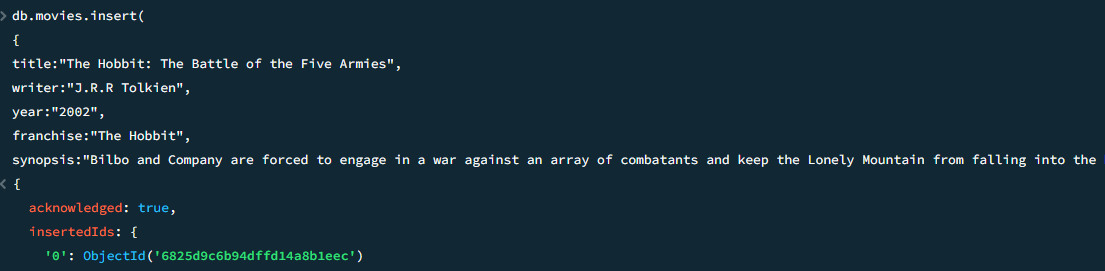 > db.movies.insert(
{
title:"The Hobbit: The Battle of the Five Armies",
writer:"J.R.R Tolkien",
year:"2002",
franchise:"The Hobbit",
synopsis:"Bilbo and Company are forced to engage in a war against an array of combatants and keep the Lonely Mountain from falling into the
< {
acknowledged: true,
insertedIds: {
'0': ObjectId('6825d9c6b94dffd14a8b1eec')